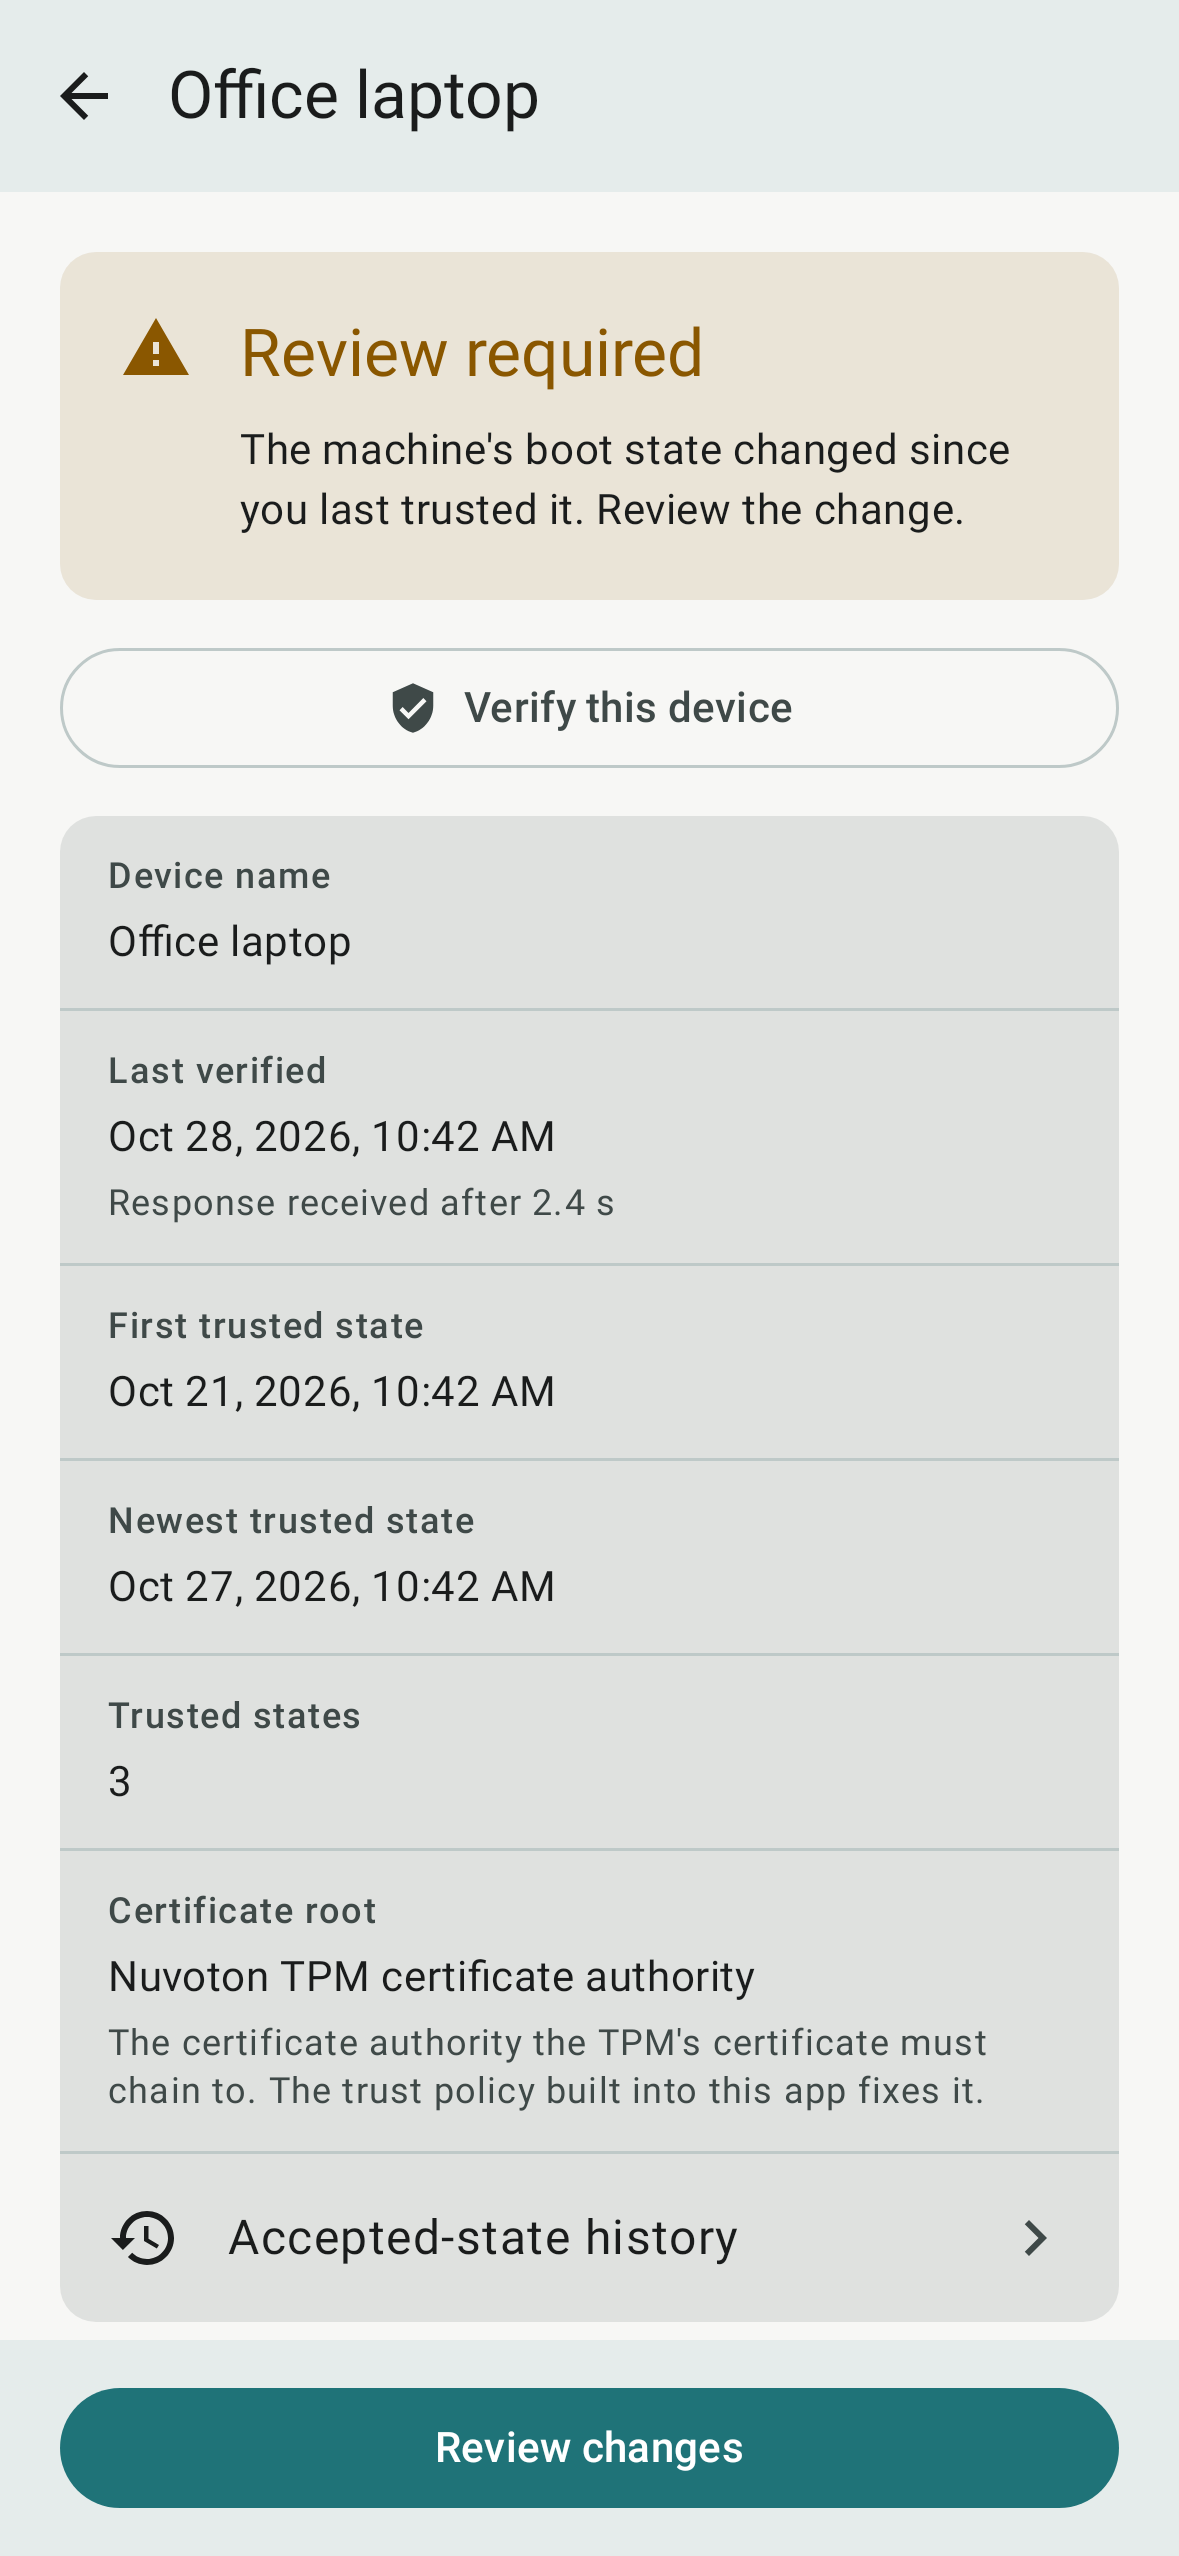 Office laptop
Review required
The machine's boot state changed since
you last trusted it. Review the change.
Verify this device
Device name
Office laptop
Last verified
Oct 28, 2026, 10:42 AM
Response received after 2.4 s
First trusted state
Oct 21, 2026, 10:42 AM
Newest trusted state
Oct 27, 2026, 10:42 AM
Trusted states
3
Certificate root
Nuvoton TPM certificate authority
The certificate authority the TPM's certificate must
chain to. The trust policy built into this app fixes it.
Accepted-state history
Review changes